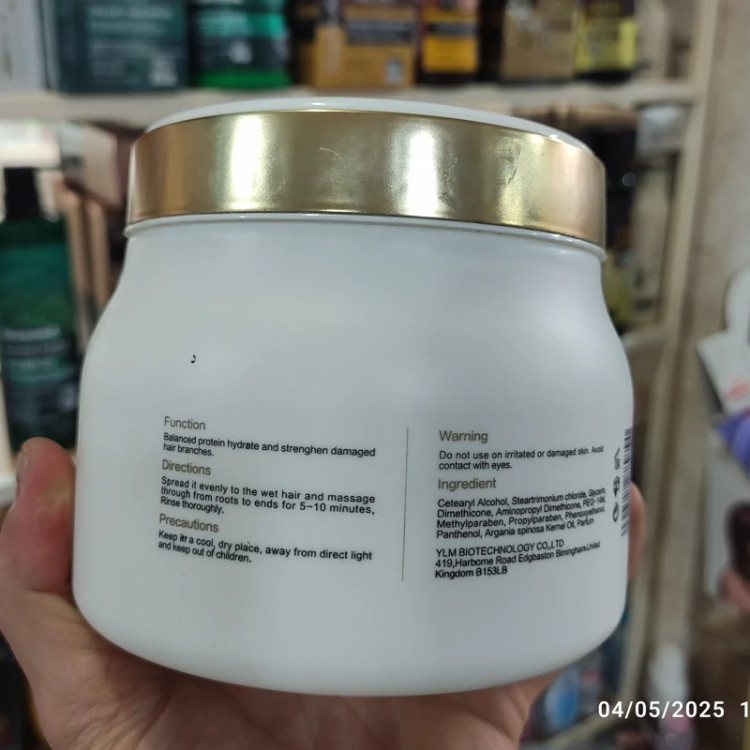 Function
Balanced protein hydrate and strenghen damaged
hair branches.
Directions
Spread it evenly to the wet hair and massage
through from roots to ends for 5~10 minutes,
Rinse thoroughly.
Precautions
Keep in a cool, dry place, away from direct light
and keep out of children.
Warning
Do not use on irritated or damaged skin. Avoid
contact with eyes.
Ingredient
Cetearyl Alcohol, Steartrimonium chloride, Glycerin,
Dimethicone, Aminopropyl Dimethicone, PEG-14M,
Methylparaben, Propylparaben, Phenoxyethanol,
Panthenol, Argania spinosa Kernel Oil, Parfum
YLM BIOTECHNOLOGY CO.,LTD
419,Harborne Road Edgbaston Birmingham,United
Kingdom B153LB
04/05/2025